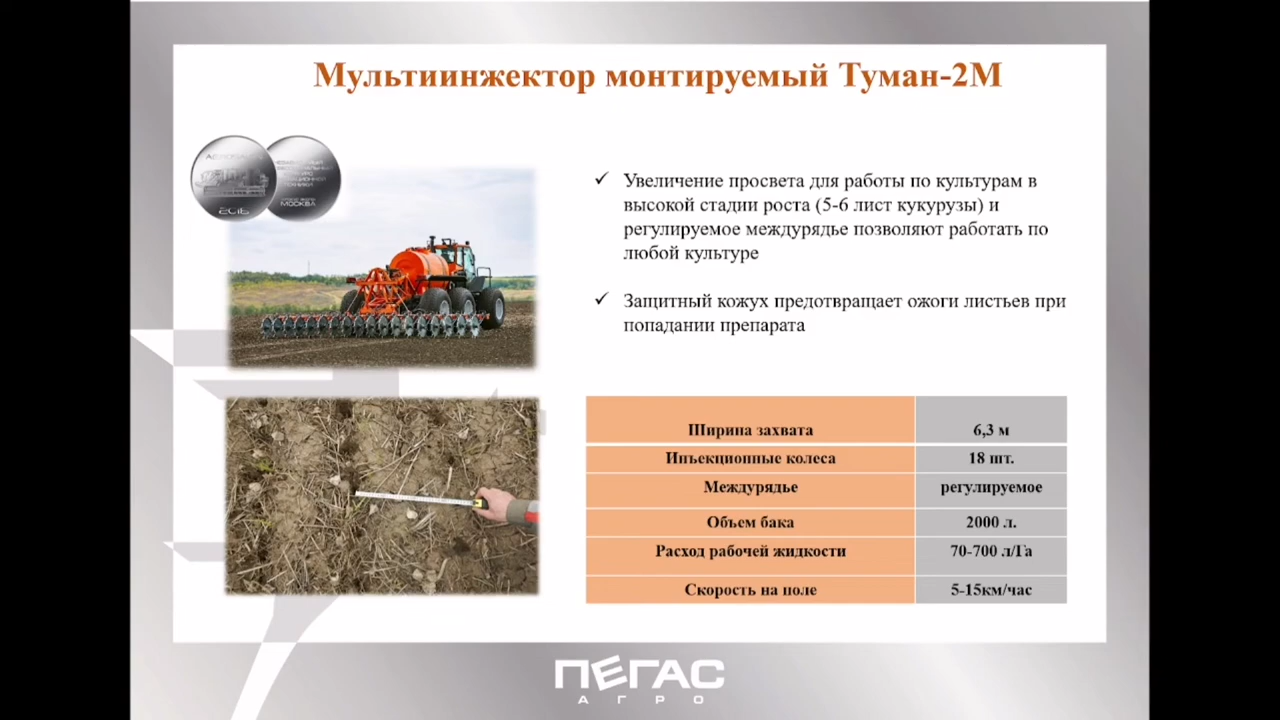 Мультиинжектор монтируемый Туман-2М
2016
МОСКВА
Увеличение просвета для работы по культурам в
высокой стадии роста (5-6 лист кукурузы) и
регулируемое междурядье позволяют работать по
любой культуре
Защитный кожух предотвращает ожоги листьев при
попадании препарата
Ширина захвата 6,3 м
Инъекционные колеса 18 шт.
Междурядье регулируемое
Объем бака 2000 л.
Расход рабочей жидкости 70-700 л/Га
Скорость на поле 5-15км/час
ПЕГАС
АГРО